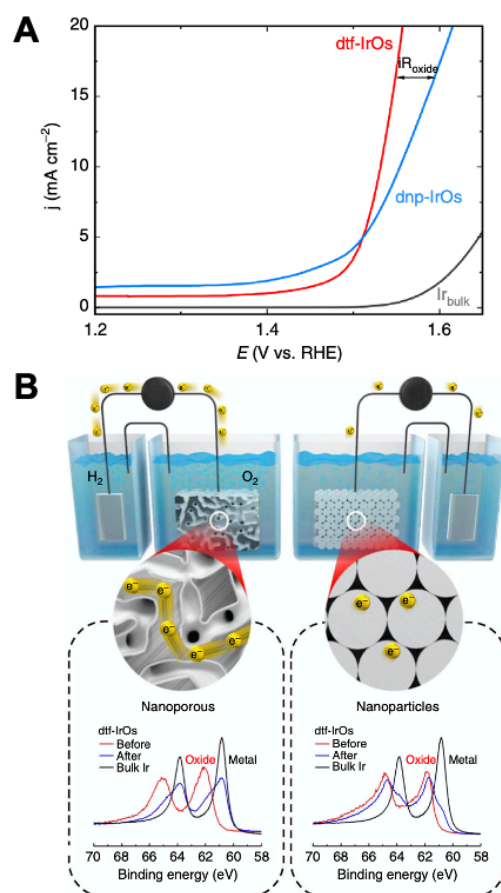 A
20
15
10
5
0
j (mA cm⁻²)
dtf-IrOs
iRoxide
dnp-IrOs
Irbulk
1.2 1.4 1.6
E (V vs. RHE)
B
H₂ O₂
e⁻ e⁻ e⁻ e⁻ e⁻
e⁻ e⁻ e⁻
Nanoporous
Nanoparticles
dtf-IrOs
Before
After
Bulk Ir
Oxide
Metal
70 68 66 64 62 60 58
Binding energy (eV)
dtf-IrOs
Before
After
Bulk Ir
Oxide
Metal
70 68 66 64 62 60 58
Binding energy (eV)